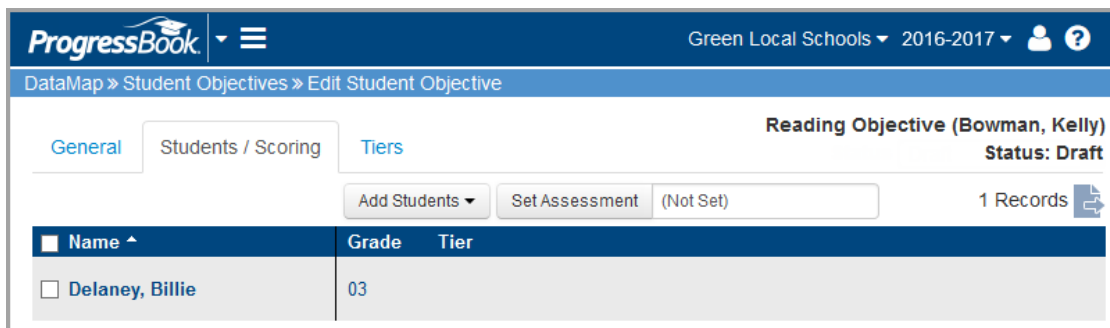 ProgressBook Green Local Schools 2016-2017
DataMap » Student Objectives » Edit Student Objective
General Students / Scoring Tiers Reading Objective (Bowman, Kelly)
Status: Draft
Add Students Set Assessment (Not Set) 1 Records
Name Grade Tier
Delaney, Billie 03